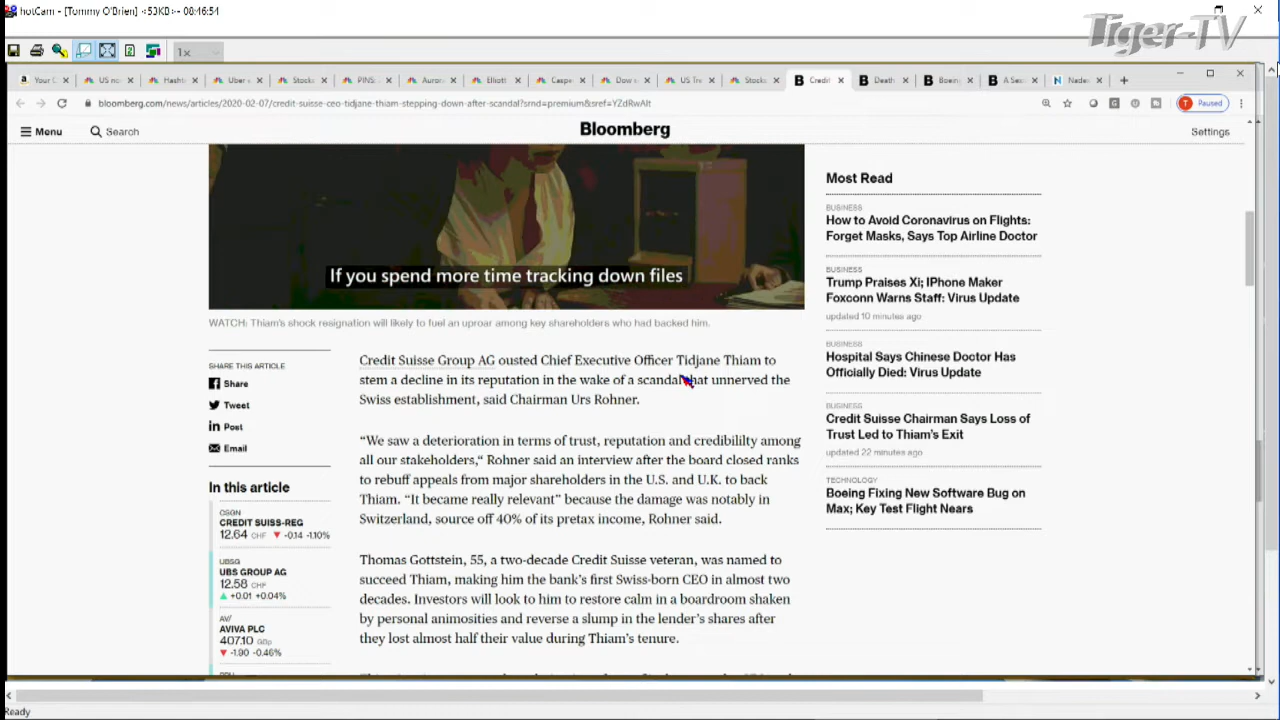 hotCam - [Tommy O'Brien] <53KB> - 08:46:54
Tiger-TV
1x
Your
US no
Hashta
Uber
Stocks
PINS:
Auror
Elliott
Caspe
Dow s
US Tr
Stocks
Credit
Death
Boeing
A Sec
Nades
bloomberg.com/news/articles/2020-02-07/credit-suisse-ceo-tidjane-thiam-stepping-down-after-scandal?srnd=premium&sref=YZdRwAlt
Paused
Menu
Search
Bloomberg
Settings
If you spend more time tracking down files
WATCH: Thiam's shock resignation will likely to fuel an uproar among key shareholders who had backed him.
SHARE THIS ARTICLE
Share
Tweet
Post
Email
In this article
CSGN
CREDIT SUISS-REG
12.64 CHF ▼ -0.14 -1.10%
UBSG
UBS GROUP AG
12.58 CHF
▲ +0.01 +0.04%
AV/
AVIVA PLC
407.10 GBp
▼ -1.90 -0.46%
Credit Suisse Group AG ousted Chief Executive Officer Tidjane Thiam to
stem a decline in its reputation in the wake of a scandal that unnerved the
Swiss establishment, said Chairman Urs Rohner.
“We saw a deterioration in terms of trust, reputation and credibililty among
all our stakeholders,“ Rohner said an interview after the board closed ranks
to rebuff appeals from major shareholders in the U.S. and U.K. to back
Thiam. “It became really relevant” because the damage was notably in
Switzerland, source off 40% of its pretax income, Rohner said.
Thomas Gottstein, 55, a two-decade Credit Suisse veteran, was named to
succeed Thiam, making him the bank’s first Swiss-born CEO in almost two
decades. Investors will look to him to restore calm in a boardroom shaken
by personal animosities and reverse a slump in the lender’s shares after
they lost almost half their value during Thiam’s tenure.
Most Read
BUSINESS
How to Avoid Coronavirus on Flights:
Forget Masks, Says Top Airline Doctor
BUSINESS
Trump Praises Xi; IPhone Maker
Foxconn Warns Staff: Virus Update
updated 10 minutes ago
BUSINESS
Hospital Says Chinese Doctor Has
Officially Died: Virus Update
BUSINESS
Credit Suisse Chairman Says Loss of
Trust Led to Thiam's Exit
updated 22 minutes ago
TECHNOLOGY
Boeing Fixing New Software Bug on
Max; Key Test Flight Nears
Ready